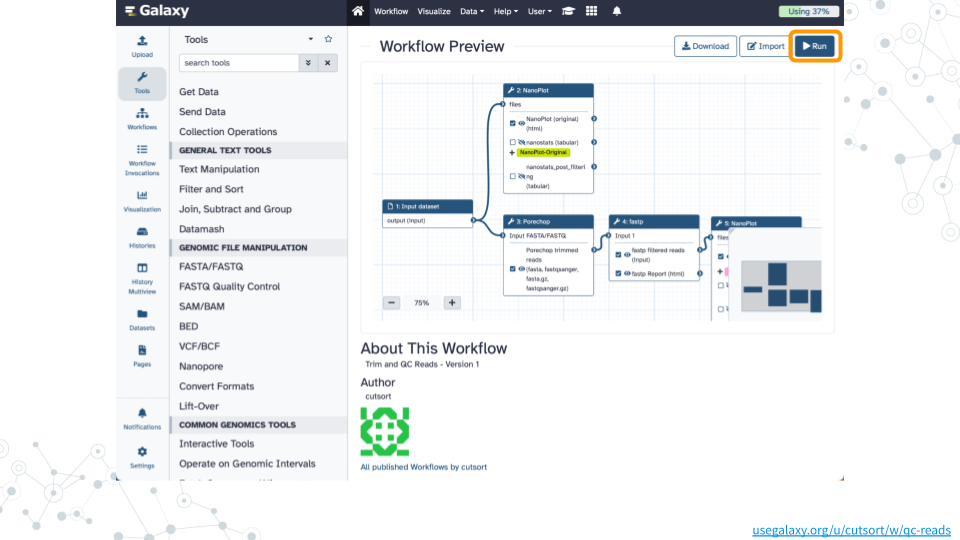 Galaxy
Workflow Visualize Data Help User
Using 37%
Upload
Tools
Workflows
Workflow
Invocations
Visualization
Histories
History
Multiview
Datasets
Pages
Notifications
Settings
Tools
search tools
Get Data
Send Data
Collection Operations
GENERAL TEXT TOOLS
Text Manipulation
Filter and Sort
Join, Subtract and Group
Datamash
GENOMIC FILE MANIPULATION
FASTA/FASTQ
FASTQ Quality Control
SAM/BAM
BED
VCF/BCF
Nanopore
Convert Formats
Lift-Over
COMMON GENOMICS TOOLS
Interactive Tools
Operate on Genomic Intervals
Workflow Preview
Download
Import
Run
1: Input dataset
output (input)
2: NanoPlot
files
NanoPlot (original)
(html)
nanostats (tabular)
+ NanoPlot-Original
nanostats_post_filteri
ng
(tabular)
3: Porechop
Input FASTA/FASTQ
Porechop trimmed
reads
(fasta, fastqsanger,
fasta.gz,
fastqsanger.gz)
4: fastp
Input 1
fastp filtered reads
(input)
fastp Report (html)
5: NanoPlot
files
+
− 75% +
About This Workflow
Trim and QC Reads - Version 1
Author
cutsort
All published Workflows by cutsort
usegalaxy.org/u/cutsort/w/qc-reads